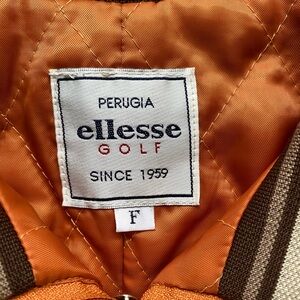 PERUGIA
ellesse
GOLF
SINCE 1959
F